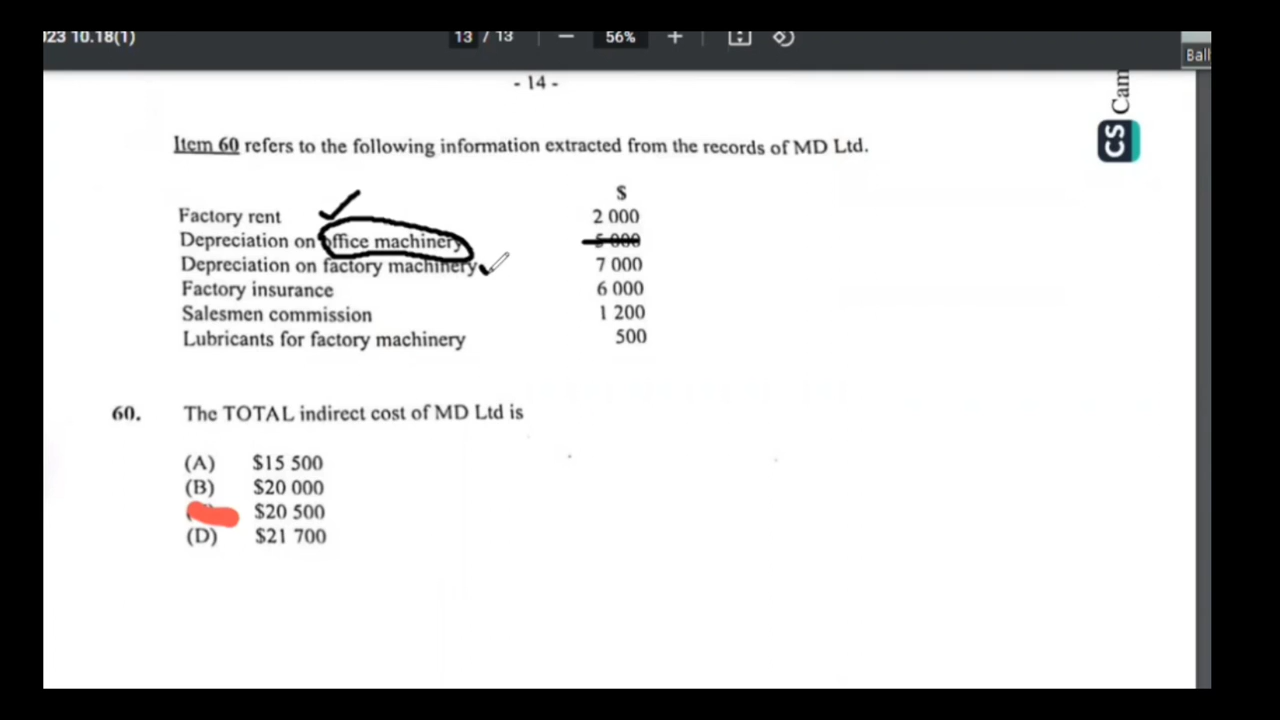 023 10.18(1) 13 / 13 — 56% +
Ball
- 14 -
CS Cam
Item 60 refers to the following information extracted from the records of MD Ltd.
$
Factory rent 2 000
Depreciation on office machinery 5 000
Depreciation on factory machinery 7 000
Factory insurance 6 000
Salesmen commission 1 200
Lubricants for factory machinery 500
60. The TOTAL indirect cost of MD Ltd is
(A) $15 500
(B) $20 000
$20 500
(D) $21 700